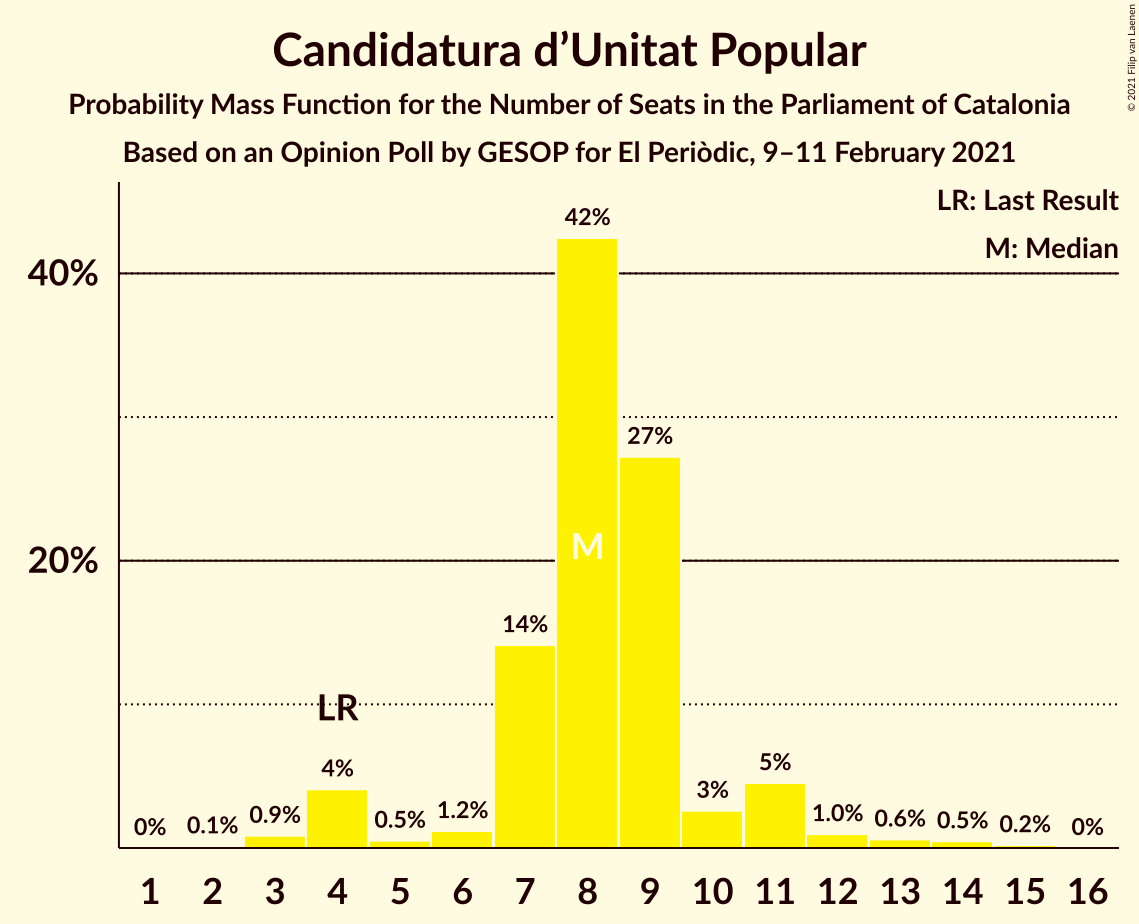 Candidatura d’Unitat Popular
Probability Mass Function for the Number of Seats in the Parliament of Catalonia
Based on an Opinion Poll by GESOP for El Periòdic, 9–11 February 2021
© 2021 Filip van Laenen
LR: Last Result
M: Median
40%
20%
0%
0.1%
0.9%
LR
4%
0.5%
1.2%
14%
42%
M
27%
3%
5%
1.0%
0.6%
0.5%
0.2%
0%
1 2 3 4 5 6 7 8 9 10 11 12 13 14 15 16